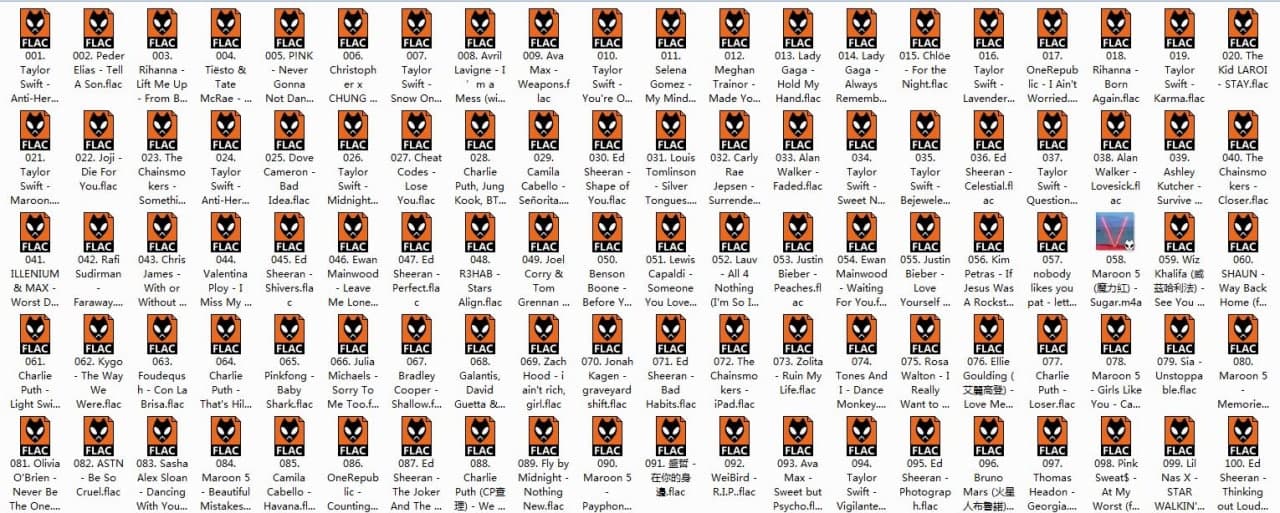 FLAC
001.
Taylor
Swift -
Anti-Her...
FLAC
002. Peder
Elias - Tell
A Son.flac
FLAC
003.
Rihanna -
Lift Me Up
- From B...
FLAC
004.
Tiësto &
Tate
McRae - ...
FLAC
005. P!NK
- Never
Gonna
Not Dan...
FLAC
006.
Christoph
er x
CHUNG ...
FLAC
007.
Taylor
Swift -
Snow On...
FLAC
008. Avril
Lavigne - I
' m a
Mess (wi...
FLAC
009. Ava
Max -
Weapons.f
lac
FLAC
010.
Taylor
Swift -
You're O...
FLAC
011.
Selena
Gomez -
My Mind...
FLAC
012.
Meghan
Trainor -
Made Yo...
FLAC
013. Lady
Gaga -
Hold My
Hand.flac
FLAC
014. Lady
Gaga -
Always
Rememb...
FLAC
015. Chlöe
- For the
Night.flac
FLAC
016.
Taylor
Swift -
Lavender...
FLAC
017.
OneRepub
lic - I Ain't
Worried....
FLAC
018.
Rihanna -
Born
Again.flac
FLAC
019.
Taylor
Swift -
Karma.flac
FLAC
020. The
Kid LAROI
- STAY.flac
FLAC
021.
Taylor
Swift -
Maroon....
FLAC
022. Joji -
Die For
You.flac
FLAC
023. The
Chainsmo
kers -
Somethi...
FLAC
024.
Taylor
Swift -
Anti-Her...
FLAC
025. Dove
Cameron -
Bad
Idea.flac
FLAC
026.
Taylor
Swift -
Midnight...
FLAC
027. Cheat
Codes -
Lose
You.flac
FLAC
028.
Charlie
Puth, Jung
Kook, BT...
FLAC
029.
Camila
Cabello -
Señorita....
FLAC
030. Ed
Sheeran -
Shape of
You.flac
FLAC
031. Louis
Tomlinson
- Silver
Tongues....
FLAC
032. Carly
Rae
Jepsen -
Surrende...
FLAC
033. Alan
Walker -
Faded.flac
FLAC
034.
Taylor
Swift -
Sweet N...
FLAC
035.
Taylor
Swift -
Bejewele...
FLAC
036. Ed
Sheeran -
Celestial.fl
ac
FLAC
037.
Taylor
Swift -
Question...
FLAC
038. Alan
Walker -
Lovesick.fl
ac
FLAC
039.
Ashley
Kutcher -
Survive ...
FLAC
040. The
Chainsmo
kers -
Closer.flac
FLAC
041.
ILLENIUM
& MAX -
Worst D...
FLAC
042. Rafi
Sudirman
-
Faraway....
FLAC
043. Chris
James -
With or
Without ...
FLAC
044.
Valentina
Ploy - I
Miss My ...
FLAC
045. Ed
Sheeran -
Shivers.fla
c
FLAC
046. Ewan
Mainwood
- Leave
Me Lone...
FLAC
047. Ed
Sheeran -
Perfect.fla
c
FLAC
048.
R3HAB -
Stars
Align.flac
FLAC
049. Joel
Corry &
Tom
Grennan ...
FLAC
050.
Benson
Boone -
Before Y...
FLAC
051. Lewis
Capaldi -
Someone
You Love...
FLAC
052. Lauv
- All 4
Nothing
(I'm So I...
FLAC
053. Justin
Bieber -
Peaches.fl
ac
FLAC
054. Ewan
Mainwood
- Waiting
For You.f...
FLAC
055. Justin
Bieber -
Love
Yourself ...
FLAC
056. Kim
Petras - If
Jesus Was
A Rockst...
FLAC
057.
nobody
likes you
pat - lett...
058.
Maroon 5
(魔力紅) -
Sugar.m4a
FLAC
059. Wiz
Khalifa (威
茲哈利法) -
See You ...
FLAC
060.
SHAUN -
Way Back
Home (f...
FLAC
061.
Charlie
Puth -
Light Swi...
FLAC
062. Kygo
- The Way
We
Were.flac
FLAC
063.
Foudequs
h - Con La
Brisa.flac
FLAC
064.
Charlie
Puth -
That's Hil...
FLAC
065.
Pinkfong -
Baby
Shark.flac
FLAC
066. Julia
Michaels -
Sorry To
Me Too.f...
FLAC
067.
Bradley
Cooper -
Shallow.f...
FLAC
068.
Galantis,
David
Guetta &...
FLAC
069. Zach
Hood - i
ain't rich,
girl.flac
FLAC
070. Jonah
Kagen -
graveyard
shift.flac
FLAC
071. Ed
Sheeran -
Bad
Habits.flac
FLAC
072. The
Chainsmo
kers -
iPad.flac
FLAC
073. Zolita
- Ruin My
Life.flac
FLAC
074.
Tones And
I - Dance
Monkey....
FLAC
075. Rosa
Walton - I
Really
Want to ...
FLAC
076. Ellie
Goulding (
艾麗高登) -
Love Me...
FLAC
077.
Charlie
Puth -
Loser.flac
FLAC
078.
Maroon 5
- Girls Like
You - Ca...
FLAC
079. Sia -
Unstoppa
ble.flac
FLAC
080.
Maroon 5
-
Memorie...
FLAC
081. Olivia
O'Brien -
Never Be
The One....
FLAC
082. ASTN
- Be So
Cruel.flac
FLAC
083. Sasha
Alex Sloan
- Dancing
With You...
FLAC
084.
Maroon 5
- Beautiful
Mistakes...
FLAC
085.
Camila
Cabello -
Havana.f...
FLAC
086.
OneRepub
lic -
Counting...
FLAC
087. Ed
Sheeran -
The Joker
And The ...
FLAC
088.
Charlie
Puth (CP查
理) - We ...
FLAC
089. Fly by
Midnight -
Nothing
New.flac
FLAC
090.
Maroon 5
-
Payphon...
FLAC
091. 盛哲 -
在你的身
邊.flac
FLAC
092.
WeiBird -
R.I.P..flac
FLAC
093. Ava
Max -
Sweet but
Psycho.fl...
FLAC
094.
Taylor
Swift -
Vigilante...
FLAC
095. Ed
Sheeran -
Photograp
h.flac
FLAC
096.
Bruno
Mars (火星
人布魯諾)...
FLAC
097.
Thomas
Headon -
Georgia....
FLAC
098. Pink
Sweat$ -
At My
Worst (f...
FLAC
099. Lil
Nas X -
STAR
WALKIN'...
FLAC
100. Ed
Sheeran -
Thinking
out Loud...